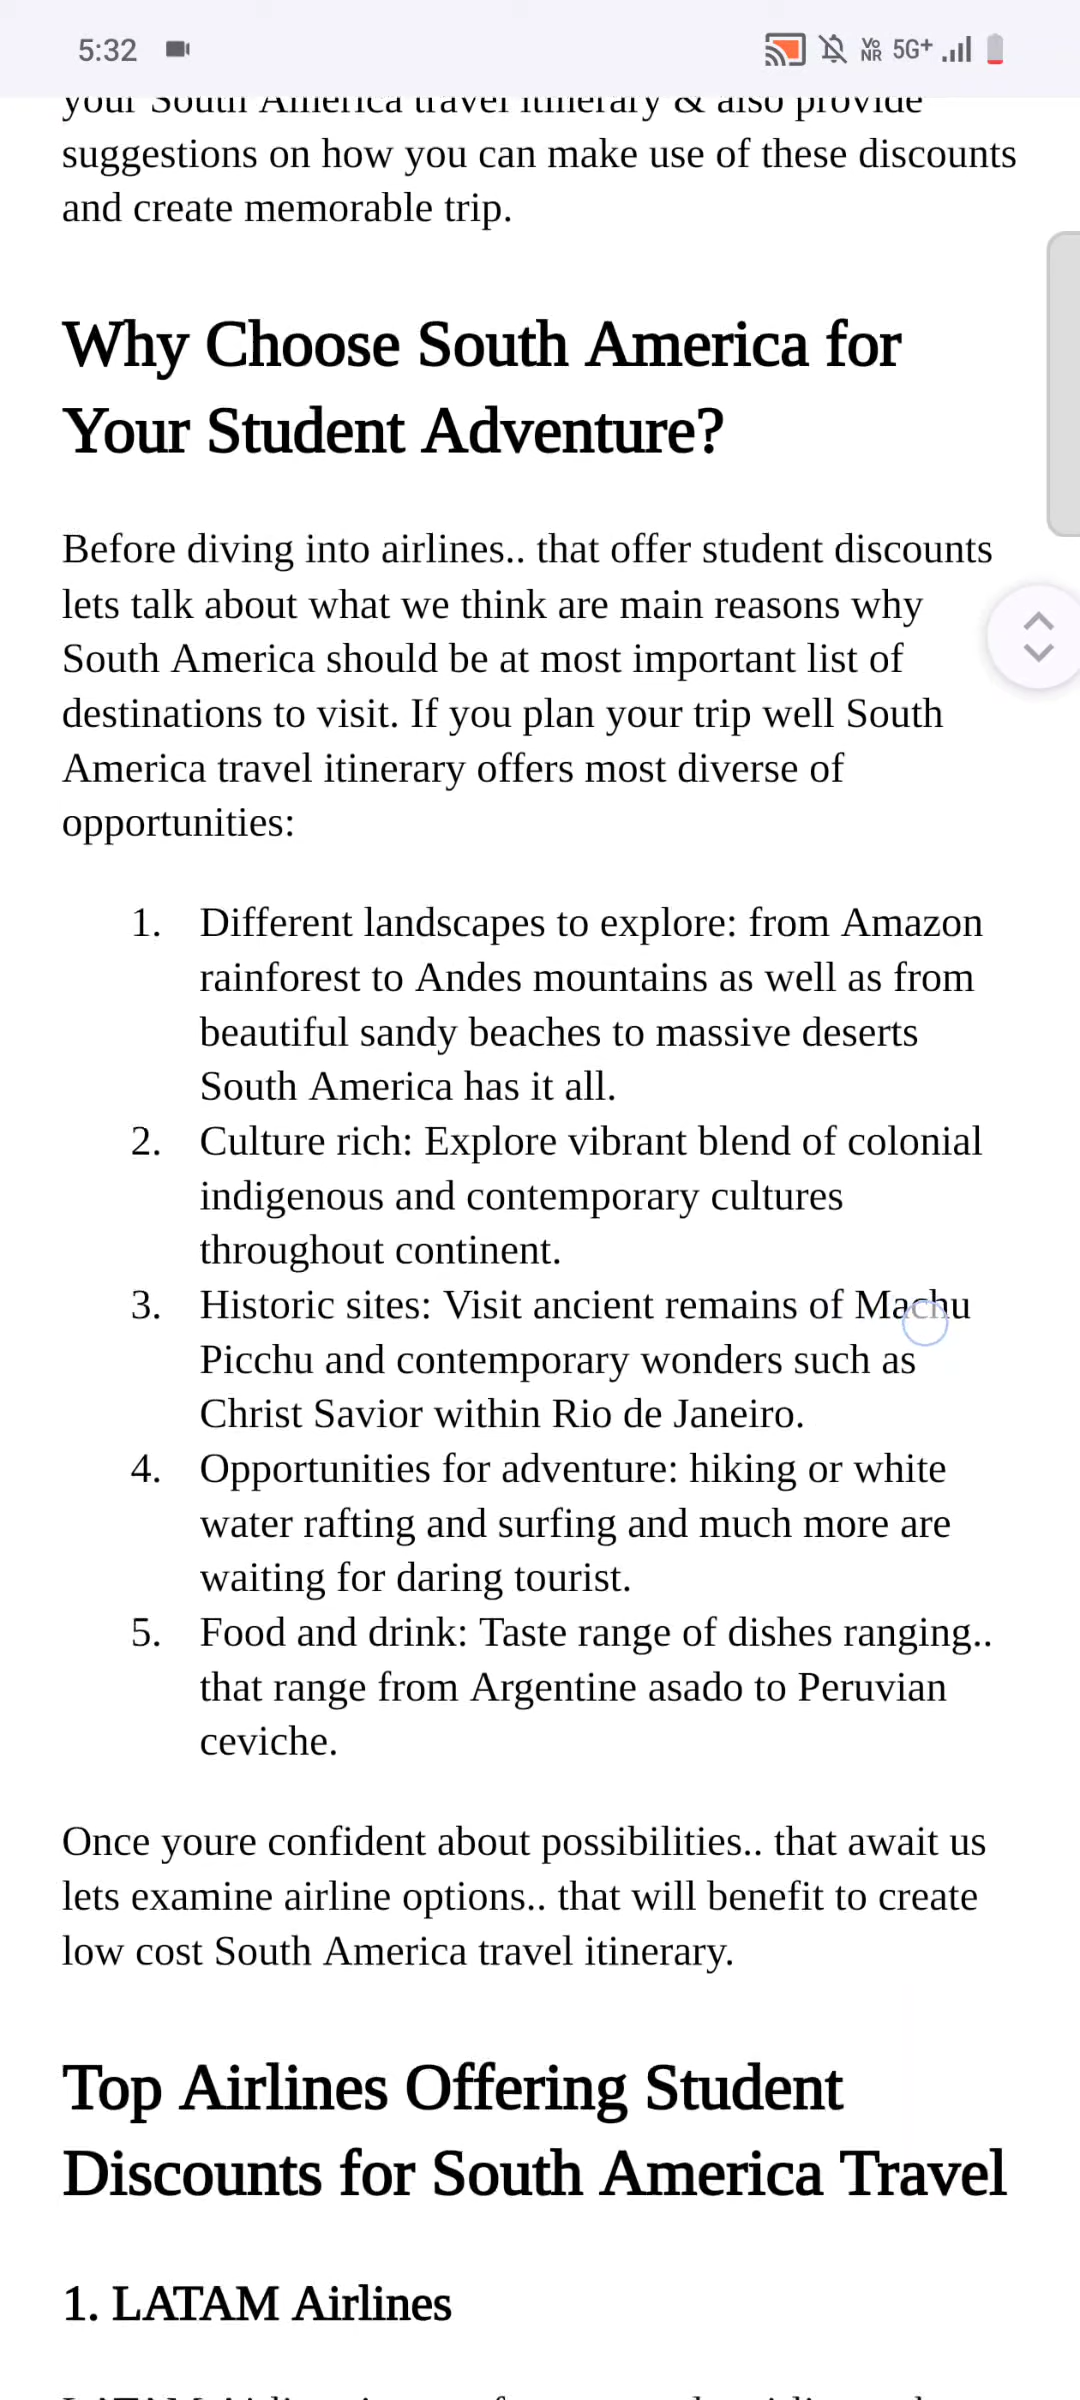 5:32
Vo NR 5G+
your South America travel itinerary & also provide
suggestions on how you can make use of these discounts
and create memorable trip.
Why Choose South America for
Your Student Adventure?
Before diving into airlines.. that offer student discounts
lets talk about what we think are main reasons why
South America should be at most important list of
destinations to visit. If you plan your trip well South
America travel itinerary offers most diverse of
opportunities:
1. Different landscapes to explore: from Amazon
rainforest to Andes mountains as well as from
beautiful sandy beaches to massive deserts
South America has it all.
2. Culture rich: Explore vibrant blend of colonial
indigenous and contemporary cultures
throughout continent.
3. Historic sites: Visit ancient remains of Machu
Picchu and contemporary wonders such as
Christ Savior within Rio de Janeiro.
4. Opportunities for adventure: hiking or white
water rafting and surfing and much more are
waiting for daring tourist.
5. Food and drink: Taste range of dishes ranging..
that range from Argentine asado to Peruvian
ceviche.
Once youre confident about possibilities.. that await us
lets examine airline options.. that will benefit to create
low cost South America travel itinerary.
Top Airlines Offering Student
Discounts for South America Travel
1. LATAM Airlines